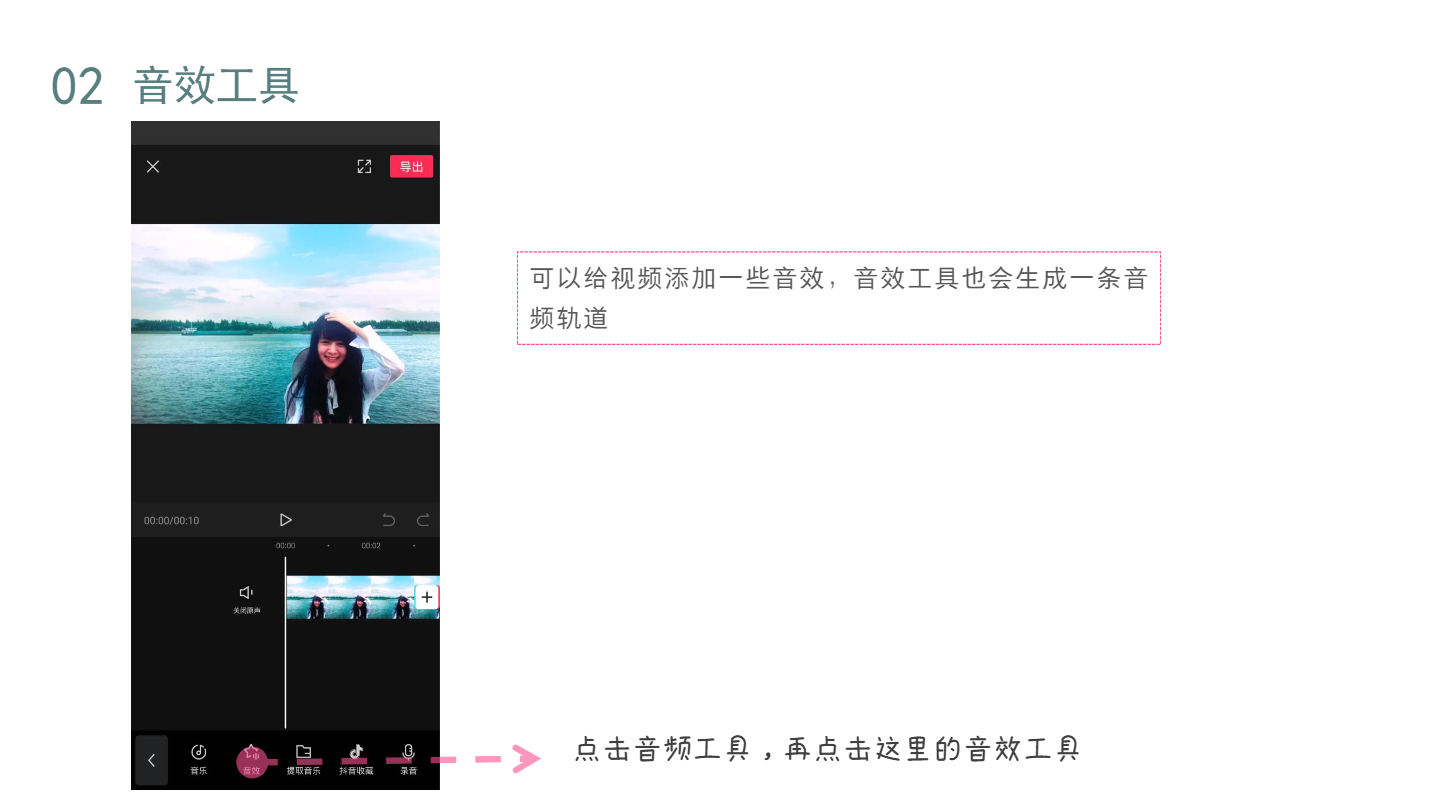 02 音效工具
导出
可以给视频添加一些音效，音效工具也会生成一条音
频轨道
00:00/00:10
00:00 00:02
关闭原声
点击音频工具，再点击这里的音效工具
音乐 音效 提取音乐 抖音收藏 录音